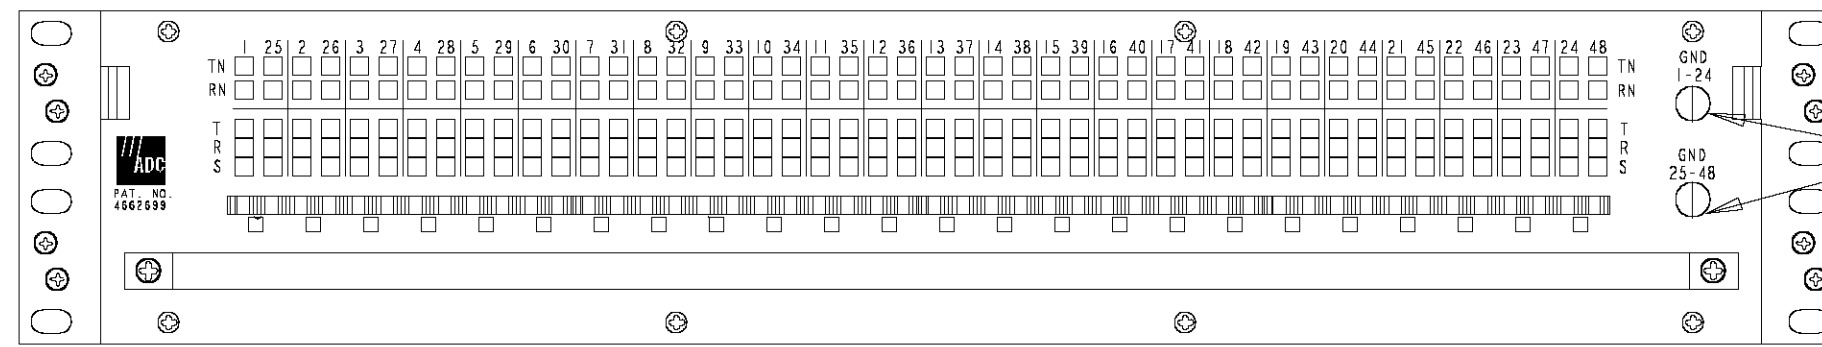 1 25 2 26 3 27 4 28 5 29 6 30 7 31 8 32 9 33 10 34 11 35 12 36 13 37 14 38 15 39 16 40 17 41 18 42 19 43 20 44 21 45 22 46 23 47 24 48
TN TN
RN RN
GND
1-24
T T
R R
S S
ADC
PAT. NO.
4662699
GND
25-48